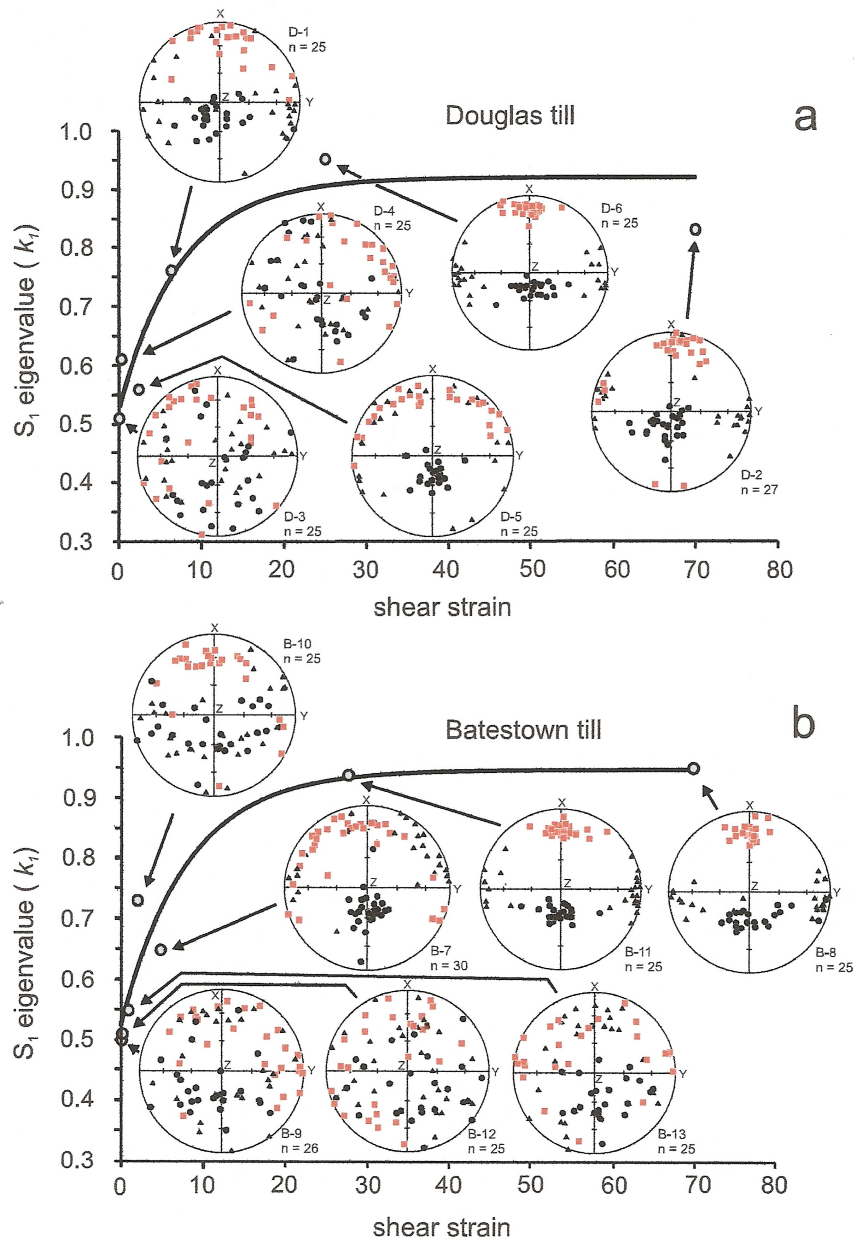 X
D-1
n = 25
Z
Y
Douglas till
a
1.0
0.9
0.8
0.7
0.6
0.5
0.4
0.3
S1 eigenvalue ( k1)
X
D-4
n = 25
Y
Z
X
D-6
n = 25
Z
Y
X
Z
Y
D-3
n = 25
X
Z
Y
D-5
n = 25
X
Z
Y
D-2
n = 27
0 10 20 30 40 50 60 70 80
shear strain
X
B-10
n = 25
Z
Y
Batestown till
b
1.0
0.9
0.8
0.7
0.6
0.5
0.4
0.3
S1 eigenvalue ( k1)
X
Z
Y
B-7
n = 30
X
Z
Y
B-11
n = 25
X
Z
Y
B-8
n = 25
X
Z
Y
B-9
n = 26
X
Z
Y
B-12
n = 25
X
Z
Y
B-13
n = 25
0 10 20 30 40 50 60 70 80
shear strain